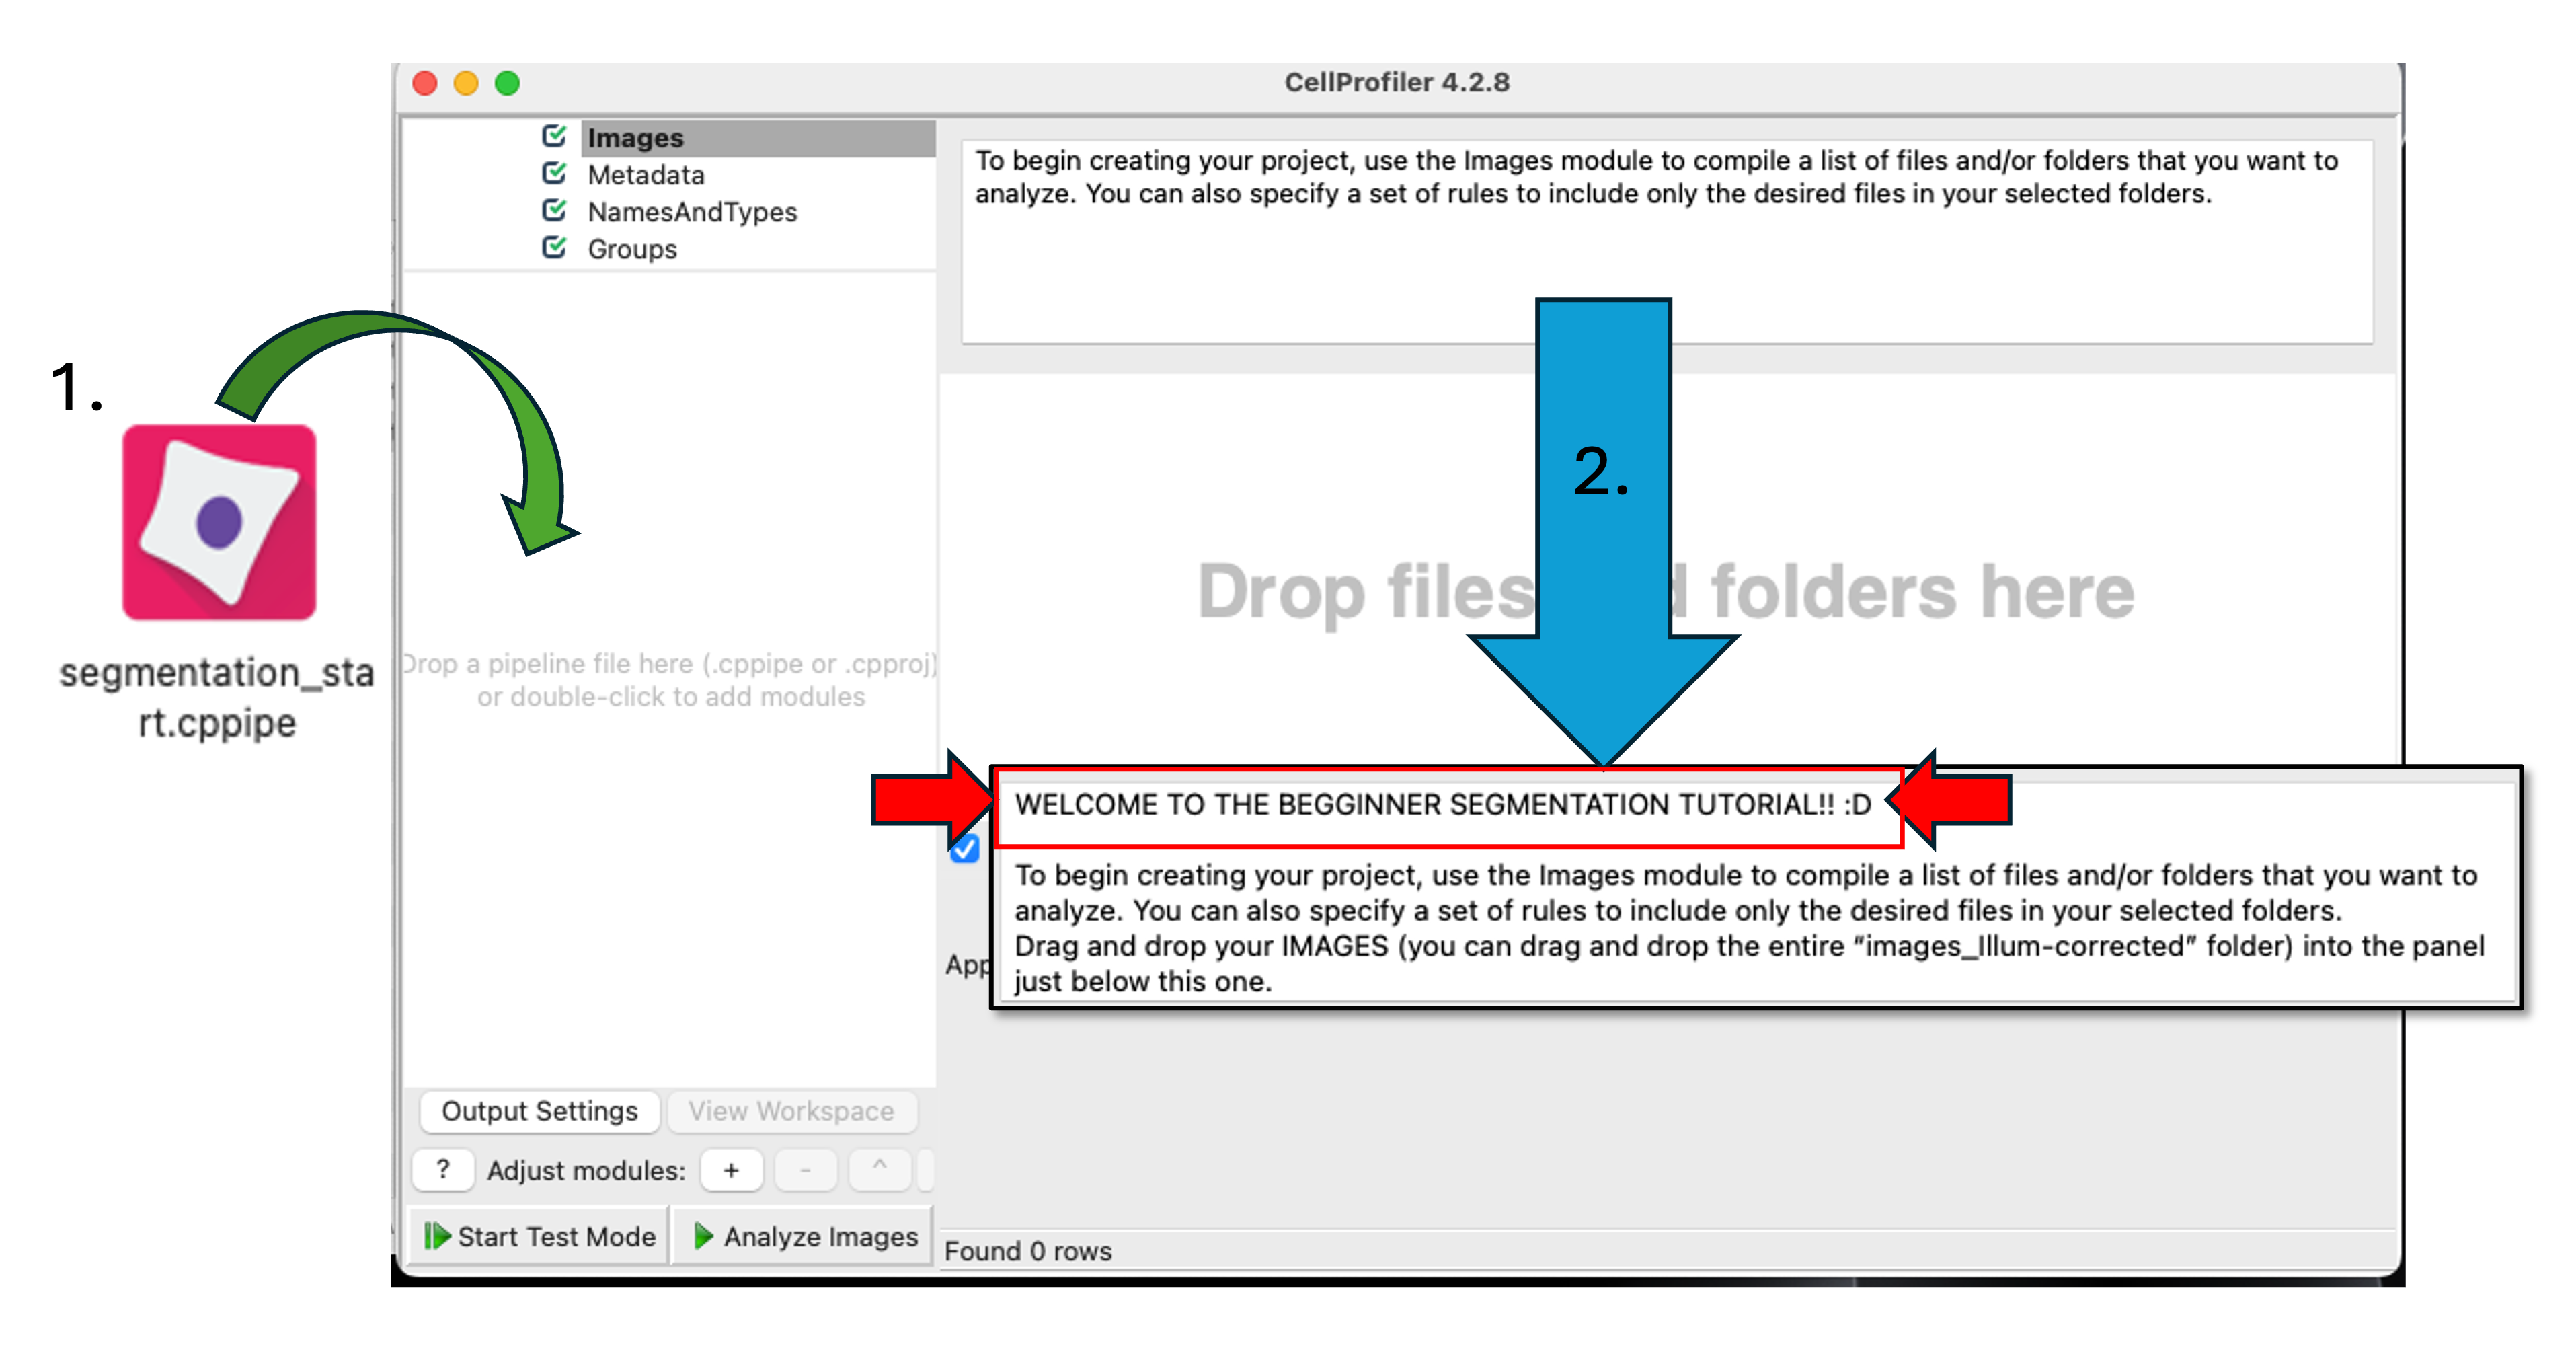 CellProfiler 4.2.8
Images
Metadata
NamesAndTypes
Groups
To begin creating your project, use the Images module to compile a list of files and/or folders that you want to
analyze. You can also specify a set of rules to include only the desired files in your selected folders.
1.
segmentation_sta
rt.cppipe
Drop a pipeline file here (.cppipe or .cpproj)
or double-click to add modules
2.
Drop files folders here
WELCOME TO THE BEGGINNER SEGMENTATION TUTORIAL!! :D
To begin creating your project, use the Images module to compile a list of files and/or folders that you want to
analyze. You can also specify a set of rules to include only the desired files in your selected folders.
Drag and drop your IMAGES (you can drag and drop the entire "images_Illum-corrected" folder) into the panel
just below this one.
App
Output Settings
View Workspace
? Adjust modules: + - ^
Start Test Mode
Analyze Images
Found 0 rows